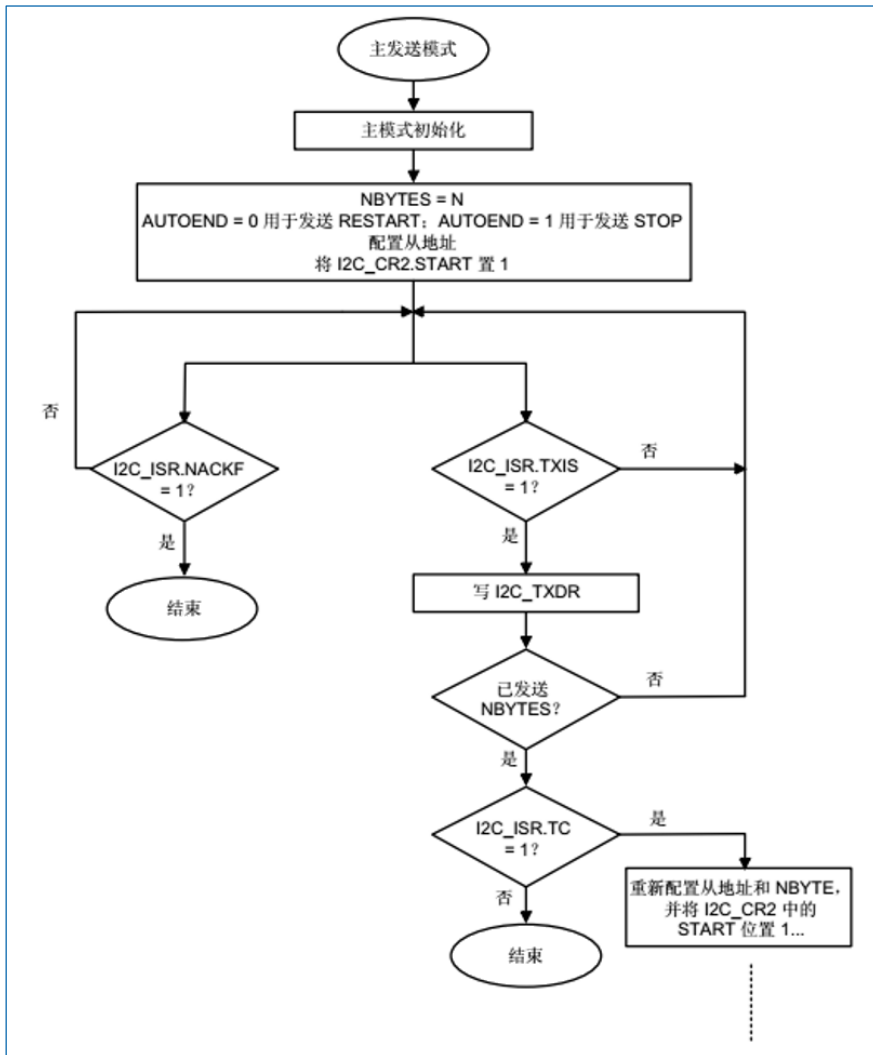 主发送模式
主模式初始化
NBYTES = N
AUTOEND = 0 用于发送 RESTART；AUTOEND = 1 用于发送 STOP
配置从地址
将 I2C_CR2.START 置 1
否
I2C_ISR.NACKF
= 1？
是
结束
I2C_ISR.TXIS
= 1？
否
是
写 I2C_TXDR
已发送
NBYTES？
否
是
I2C_ISR.TC
= 1？
是
否
结束
重新配置从地址和 NBYTE，
并将 I2C_CR2 中的
START 位置 1...